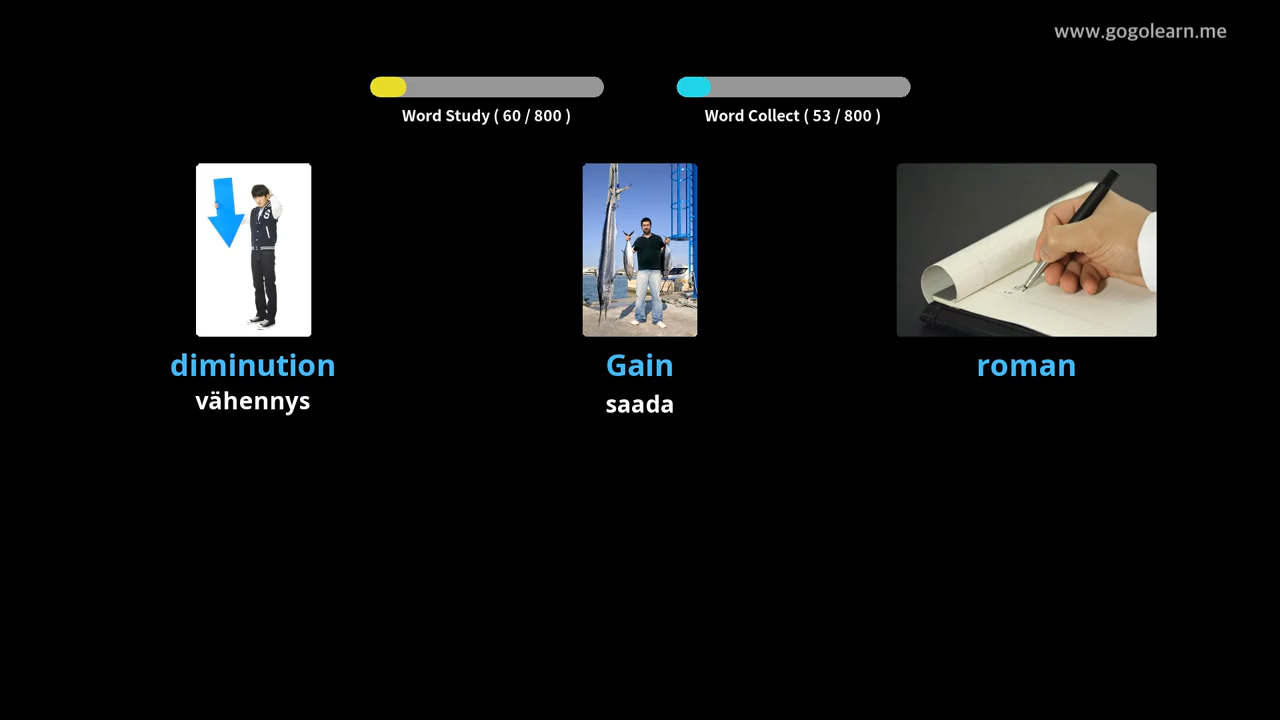 www.gogolearn.me
Word Study ( 60 / 800 )
Word Collect ( 53 / 800 )
diminution
vähennys
Gain
saada
roman